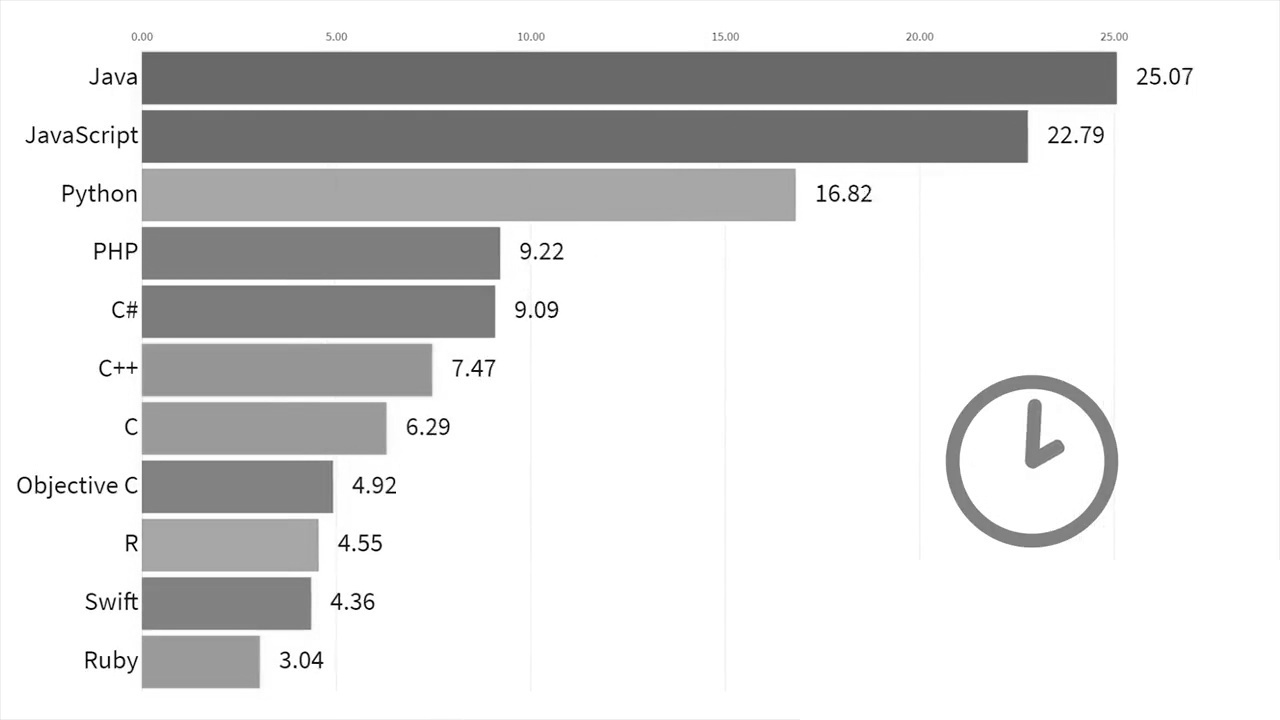 0.00 5.00 10.00 15.00 20.00 25.00
Java 25.07
JavaScript 22.79
Python 16.82
PHP 9.22
C# 9.09
C++ 7.47
C 6.29
Objective C 4.92
R 4.55
Swift 4.36
Ruby 3.04